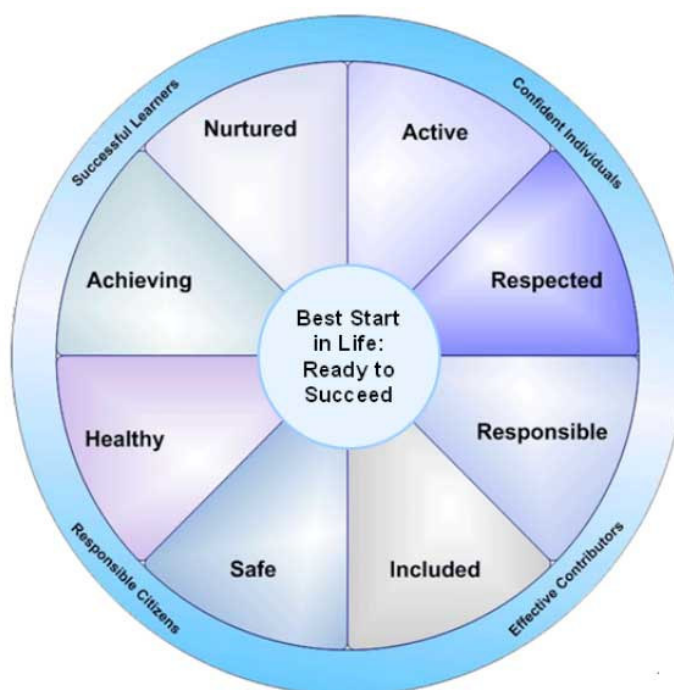 Successful Learners
Confident Individuals
Nurtured
Active
Achieving
Respected
Best Start
in Life:
Ready to
Succeed
Healthy
Responsible
Safe
Included
Responsible Citizens
Effective Contributors